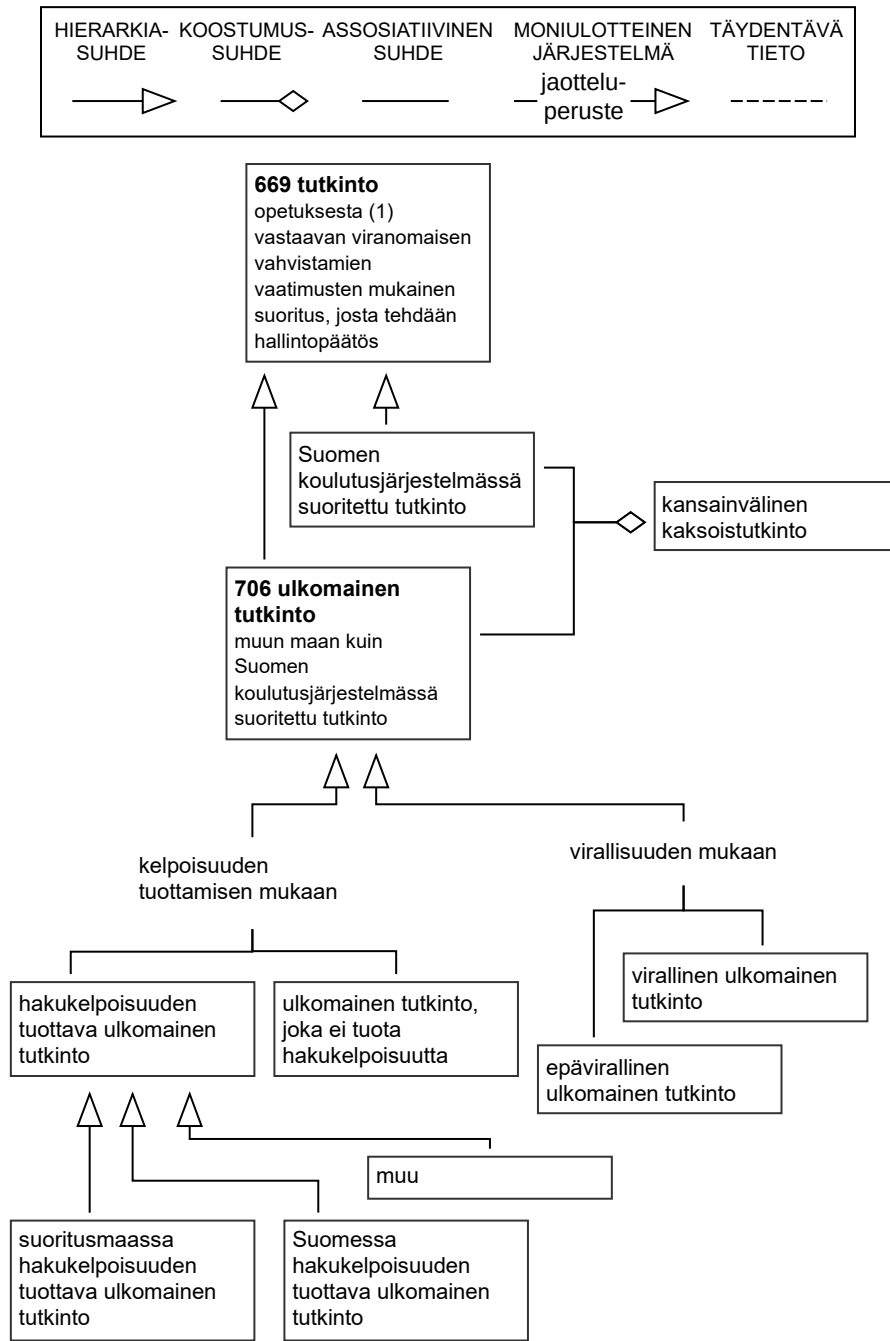 HIERARKIA-
SUHDE
KOOSTUMUS-
SUHDE
ASSOSIATIIVINEN
SUHDE
MONIULOTTEINEN
JÄRJESTELMÄ
TÄYDENTÄVÄ
TIETO
jaottelu-
peruste
669 tutkinto
opetuksesta (1)
vastaavan viranomaisen
vahvistamien
vaatimusten mukainen
suoritus, josta tehdään
hallintopäätös
Suomen
koulutusjärjestelmässä
suoritettu tutkinto
kansainvälinen
kaksoistutkinto
706 ulkomainen
tutkinto
muun maan kuin
Suomen
koulutusjärjestelmässä
suoritettu tutkinto
kelpoisuuden
tuottamisen mukaan
virallisuuden mukaan
hakukelpoisuuden
tuottava ulkomainen
tutkinto
ulkomainen tutkinto,
joka ei tuota
hakukelpoisuutta
virallinen ulkomainen
tutkinto
epävirallinen
ulkomainen tutkinto
muu
suoritusmaassa
hakukelpoisuuden
tuottava ulkomainen
tutkinto
Suomessa
hakukelpoisuuden
tuottava ulkomainen
tutkinto